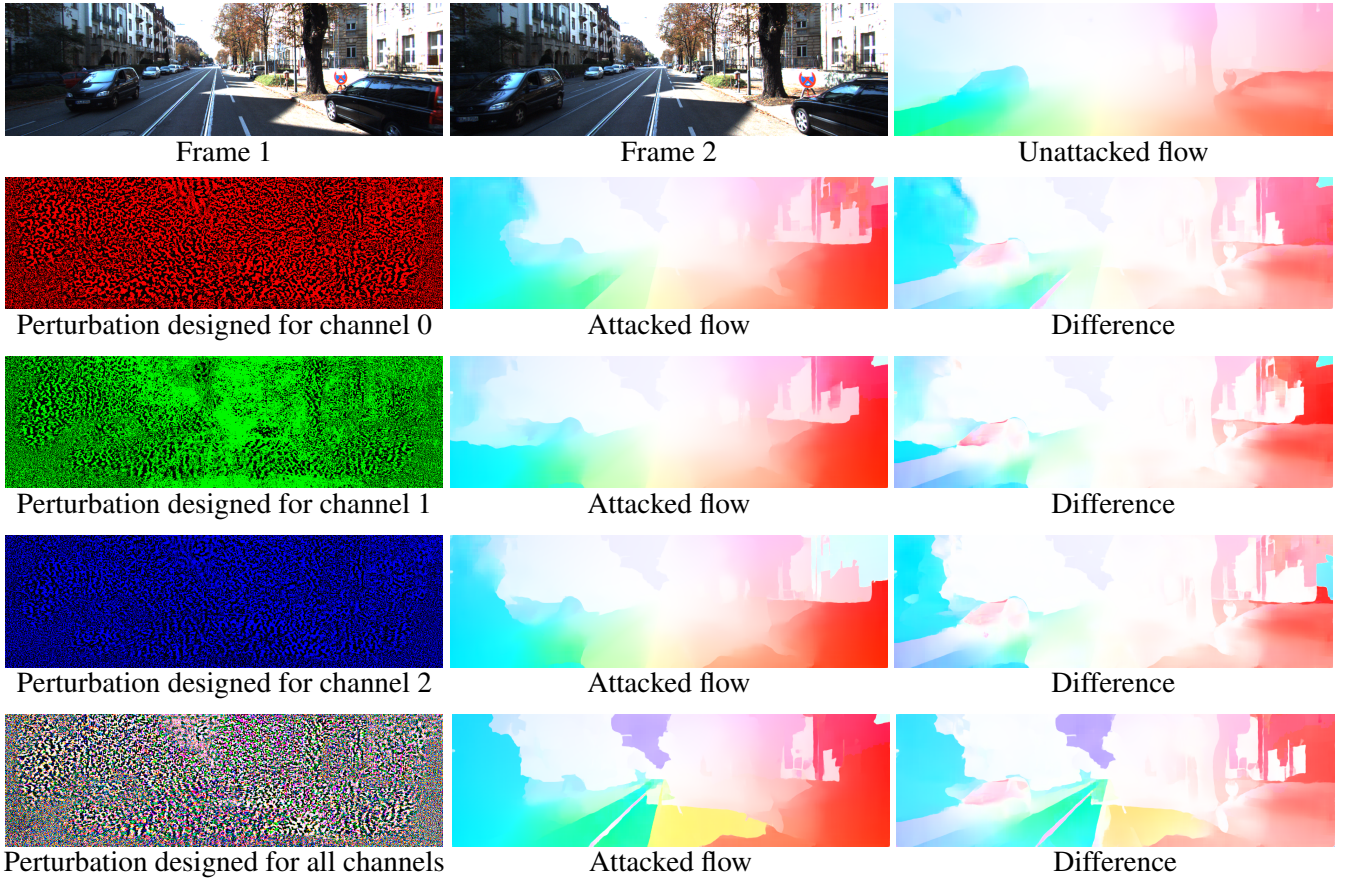 Frame 1
Frame 2
Unattacked flow
Perturbation designed for channel 0
Attacked flow
Difference
Perturbation designed for channel 1
Attacked flow
Difference
Perturbation designed for channel 2
Attacked flow
Difference
Perturbation designed for all channels
Attacked flow
Difference